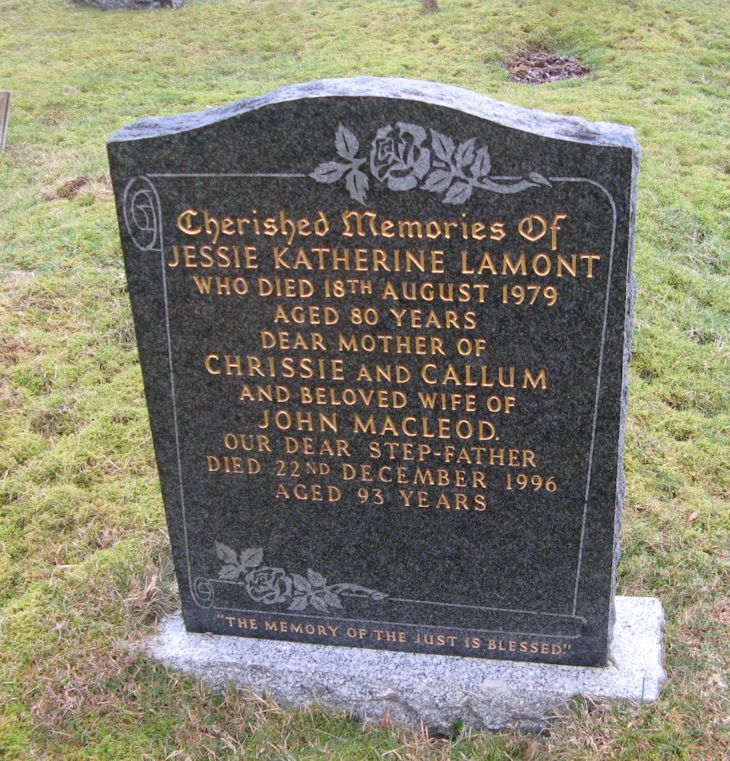 Cherished Memories Of
JESSIE KATHERINE LAMONT
WHO DIED 18TH AUGUST 1979
AGED 80 YEARS
DEAR MOTHER OF
CHRISSIE AND CALLUM
AND BELOVED WIFE OF
JOHN MACLEOD.
OUR DEAR STEP-FATHER
DIED 22ND DECEMBER 1996
AGED 93 YEARS
"THE MEMORY OF THE JUST IS BLESSED"